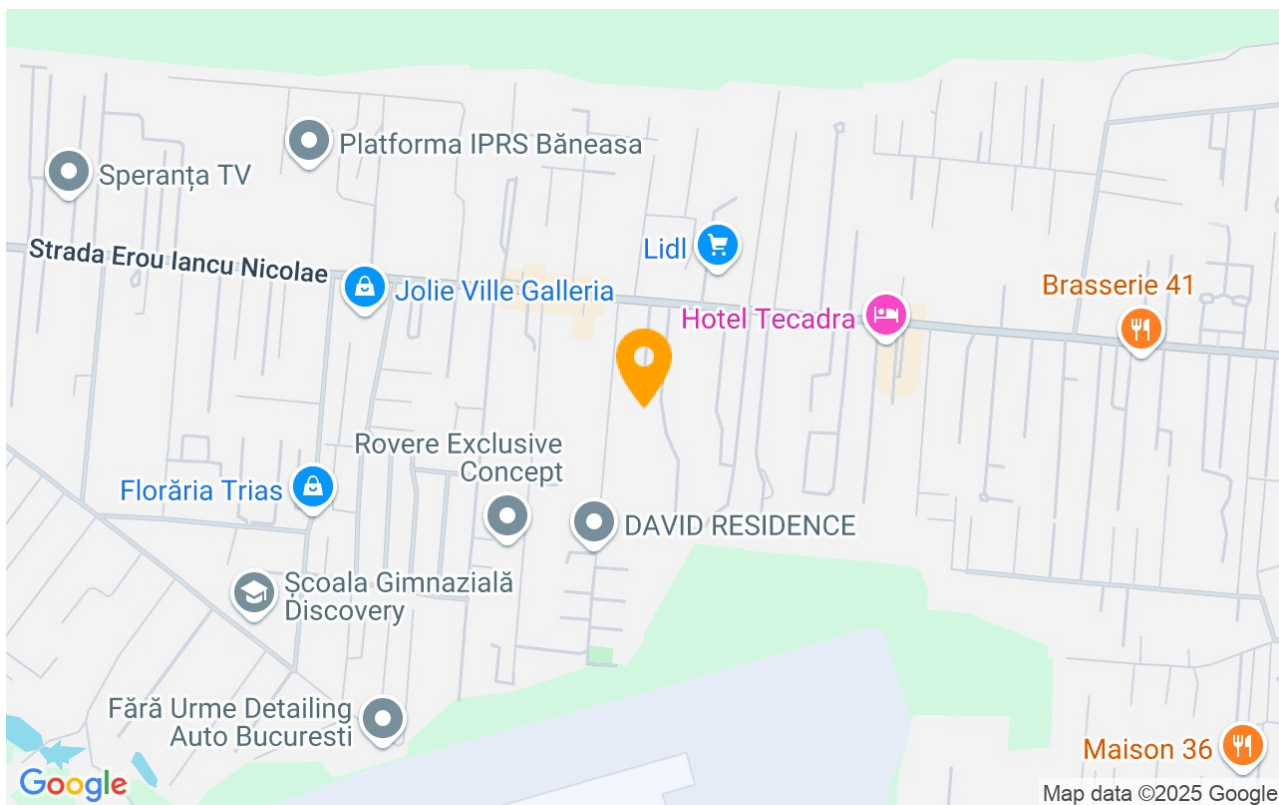 Platforma IPRS Băneasa
Speranța TV
Strada Erou Iancu Nicolae
Lidl
Jolie Ville Galleria
Brasserie 41
Hotel Tecadra
Rovere Exclusive
Concept
Florăria Trias
DAVID RESIDENCE
Școala Gimnazială
Discovery
Fără Urme Detailing
Auto Bucuresti
Maison 36
Google
Map data ©2025 Google